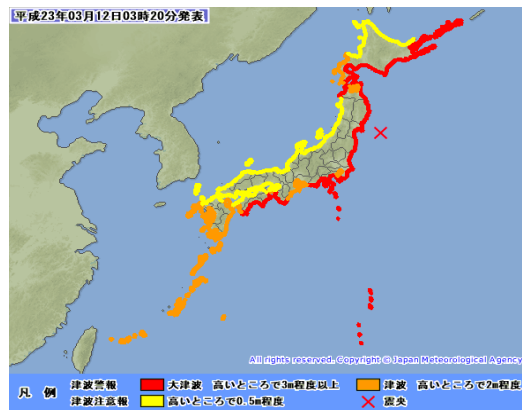 平成23年03月12日03時20分発表
All rights reserved. Copyright © Japan Meteorological Agency
凡 例 津波警報 大津波 高いところで3m程度以上 津波 高いところで2m程度
津波注意報 高いところで0.5m程度 震央